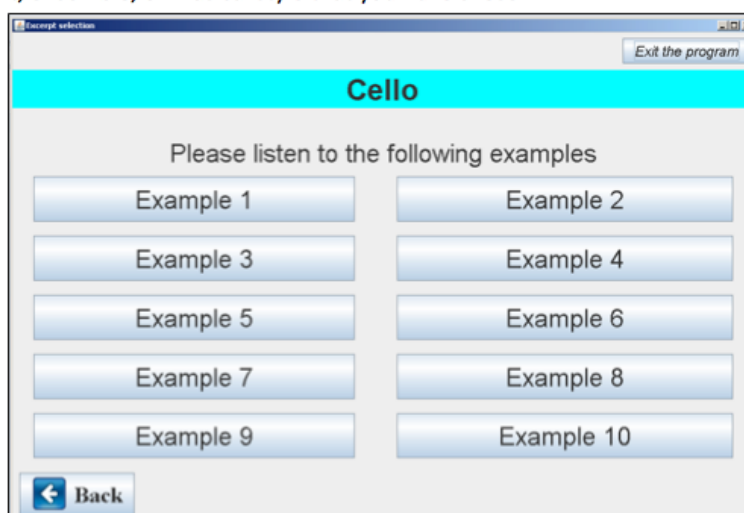 Excerpt selection
Exit the program
Cello
Please listen to the following examples
Example 1
Example 2
Example 3
Example 4
Example 5
Example 6
Example 7
Example 8
Example 9
Example 10
Back